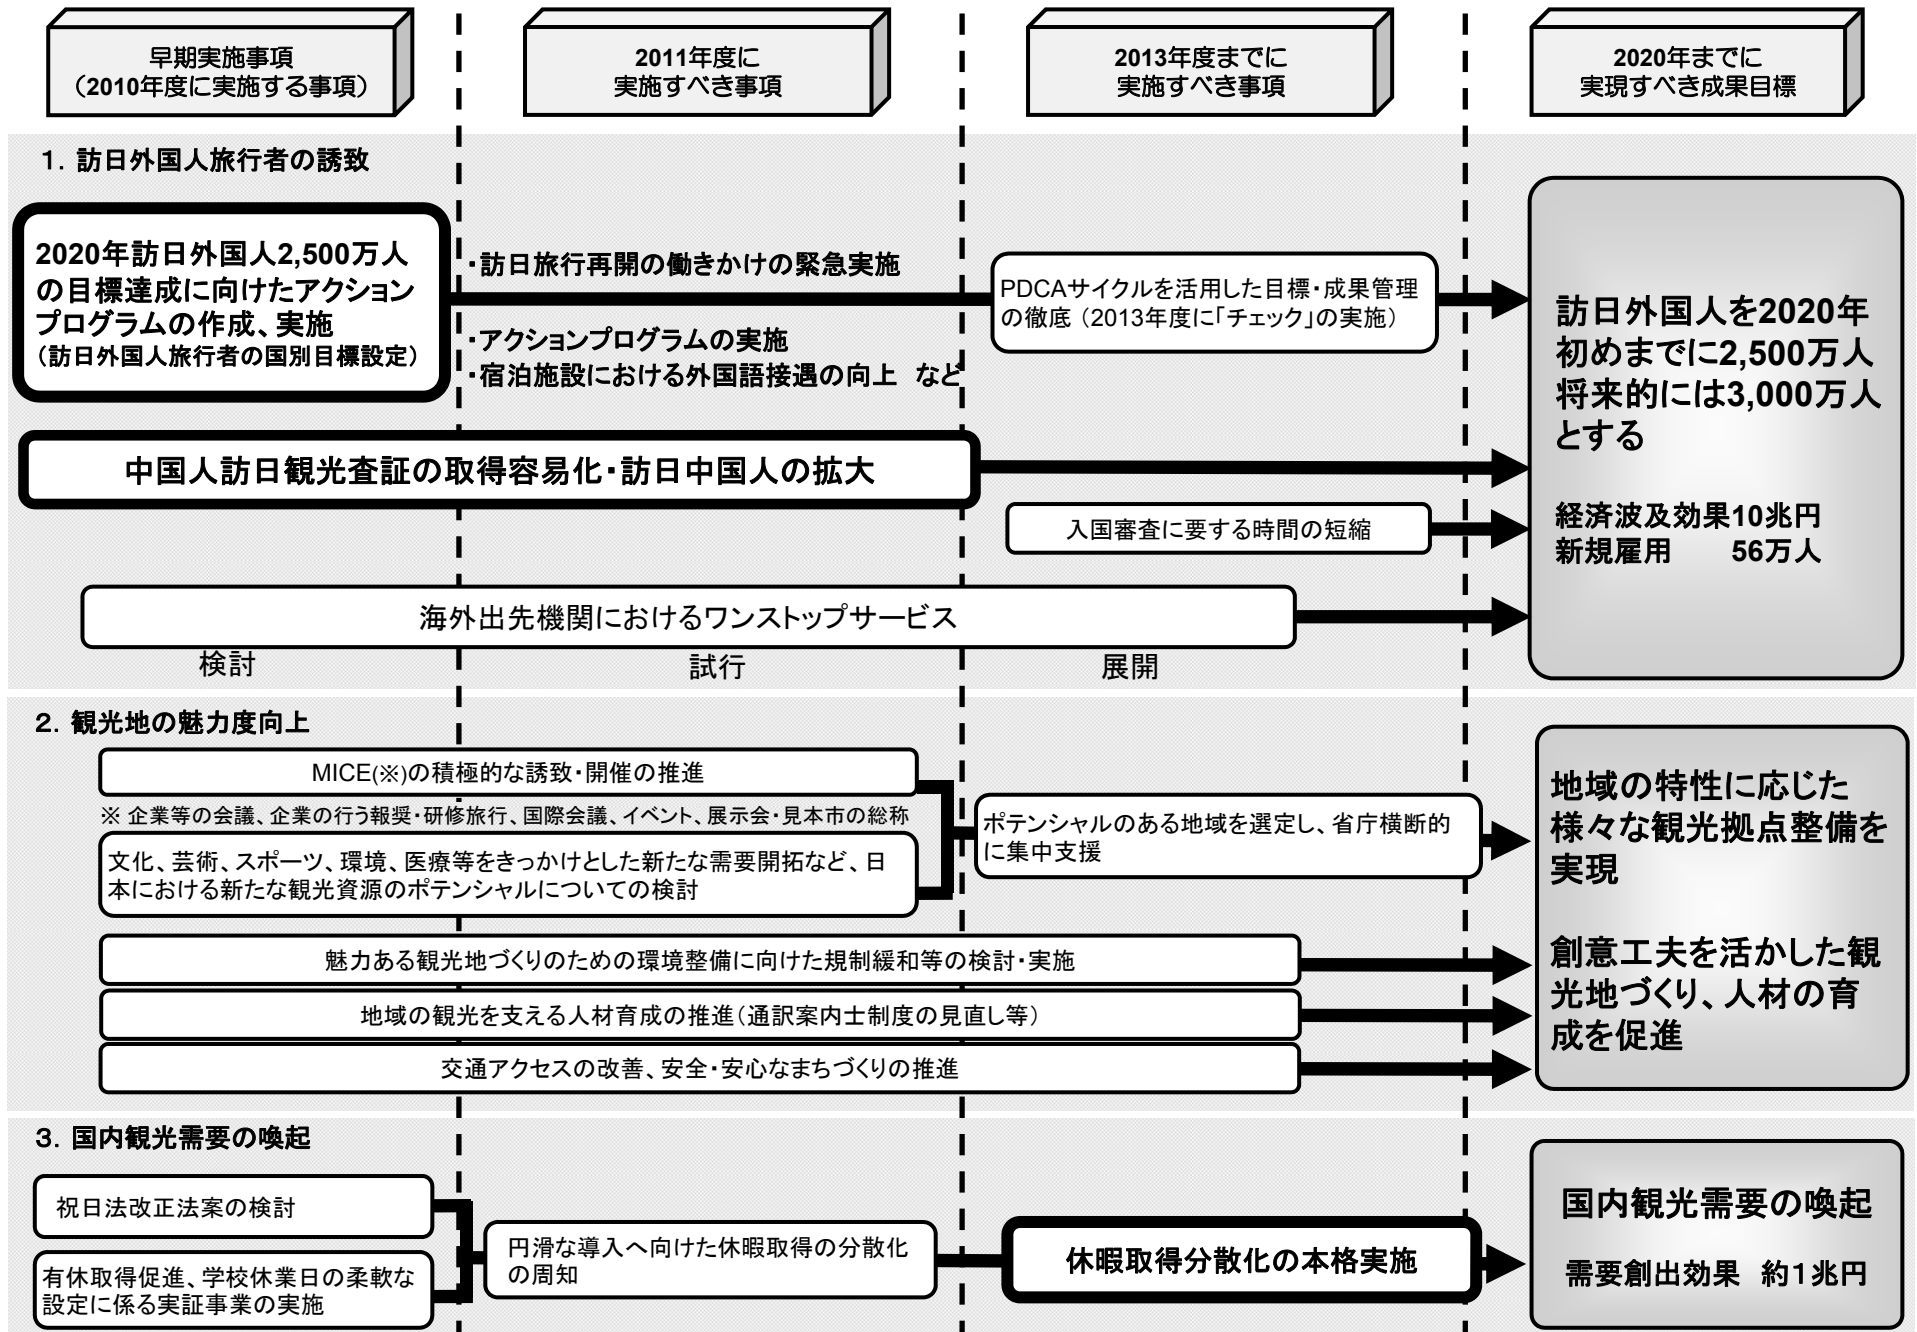 早期実施事項
（2010年度に実施する事項）
2011年度に
実施すべき事項
2013年度までに
実施すべき事項
2020年までに
実現すべき成果目標
１．訪日外国人旅行者の誘致
2020年訪日外国人2,500万人
の目標達成に向けたアクション
プログラムの作成、実施
（訪日外国人旅行者の国別目標設定）
・訪日旅行再開の働きかけの緊急実施
・アクションプログラムの実施
・宿泊施設における外国語接遇の向上　など
PDCAサイクルを活用した目標・成果管理
の徹底（2013年度に「チェック」の実施）
訪日外国人を2020年
初めまでに2,500万人
将来的には3,000万人
とする
経済波及効果10兆円
新規雇用　　56万人
中国人訪日観光査証の取得容易化・訪日中国人の拡大
入国審査に要する時間の短縮
海外出先機関におけるワンストップサービス
検討
試行
展開
２．観光地の魅力度向上
MICE(※)の積極的な誘致・開催の推進
※ 企業等の会議、企業の行う報奨・研修旅行、国際会議、イベント、展示会・見本市の総称
文化、芸術、スポーツ、環境、医療等をきっかけとした新たな需要開拓など、日
本における新たな観光資源のポテンシャルについての検討
ポテンシャルのある地域を選定し、省庁横断的
に集中支援
魅力ある観光地づくりのための環境整備に向けた規制緩和等の検討・実施
地域の観光を支える人材育成の推進（通訳案内士制度の見直し等）
交通アクセスの改善、安全・安心なまちづくりの推進
地域の特性に応じた
様々な観光拠点整備を
実現
創意工夫を活かした観
光地づくり、人材の育
成を促進
３．国内観光需要の喚起
祝日法改正法案の検討
有休取得促進、学校休業日の柔軟な
設定に係る実証事業の実施
円滑な導入へ向けた休暇取得の分散化
の周知
休暇取得分散化の本格実施
国内観光需要の喚起
需要創出効果　約１兆円